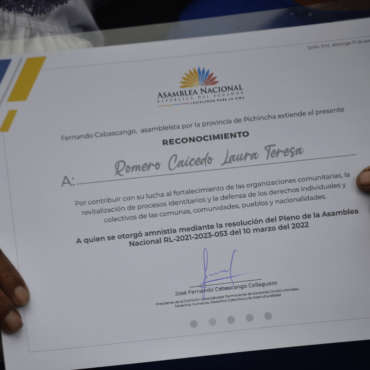 ASAMBLEA NACIONAL
REPÚBLICA DEL ECUADOR
Fernando Cabascango, asambleísta por la provincia de Pichincha extiende el presente
RECONOCIMIENTO
A: Romero Caicedo Laura Teresa
Por contribuir con su lucha al fortalecimiento de las organizaciones comunitarias, la
revitalización de procesos identitarios y la defensa de los derechos individuales y
colectivos de las comunas, comunidades, pueblos y nacionalidades.
A quien se otorgó amnistía mediante la resolución del Pleno de la Asamblea
Nacional RL-2021-2023-053 del 10 marzo del 2022
José Fernando Cabascango Collaguazo